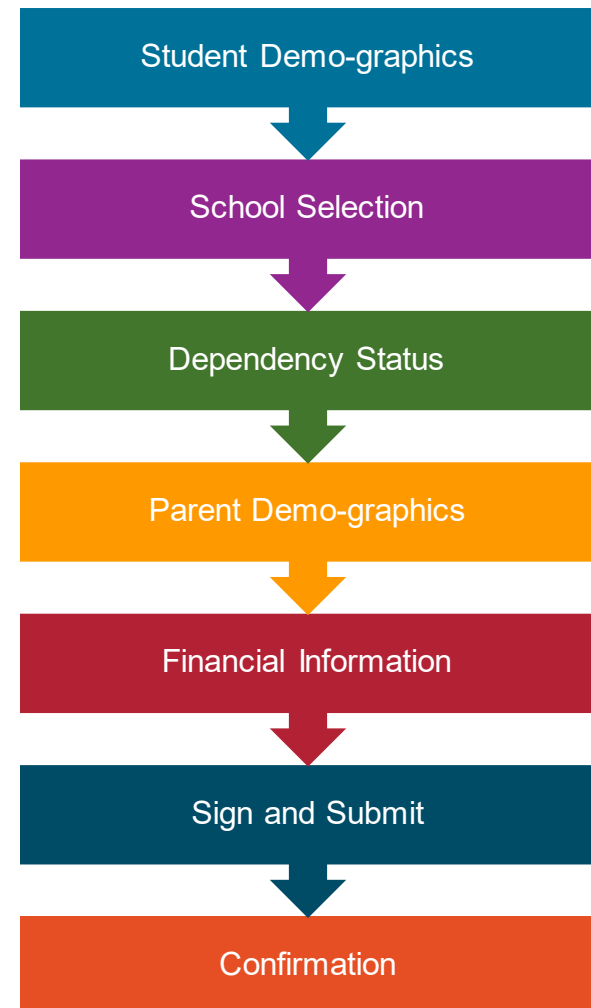 Student Demo-graphics
School Selection
Dependency Status
Parent Demo-graphics
Financial Information
Sign and Submit
Confirmation